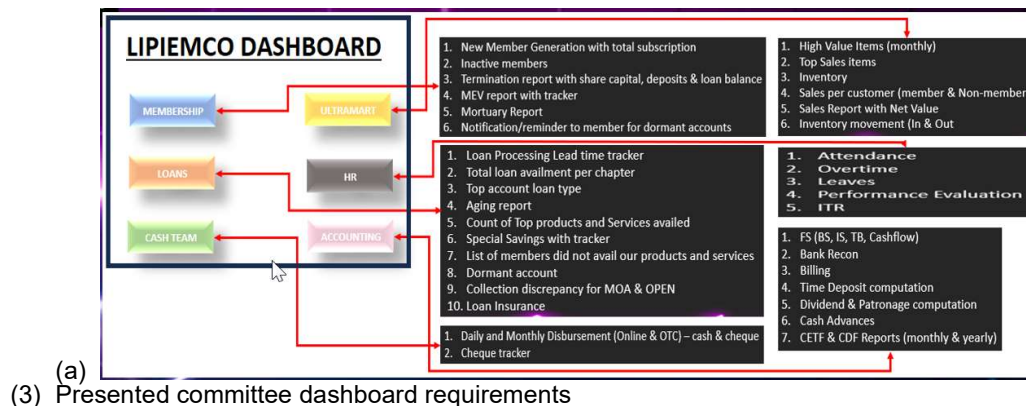 LIPIEMCO DASHBOARD
MEMBERSHIP
ULTRAMART
LOANS
HR
CASH TEAM
ACCOUNTING
1. New Member Generation with total subscription
2. Inactive members
3. Termination report with share capital, deposits & loan balance
4. MEV report with tracker
5. Mortuary Report
6. Notification/reminder to member for dormant accounts
1. High Value Items (monthly)
2. Top Sales items
3. Inventory
4. Sales per customer (member & Non-member
5. Sales Report with Net Value
6. Inventory movement (In & Out
1. Loan Processing Lead time tracker
2. Total loan availment per chapter
3. Top account loan type
4. Aging report
5. Count of Top products and Services availed
6. Special Savings with tracker
7. List of members did not avail our products and services
8. Dormant account
9. Collection discrepancy for MOA & OPEN
10. Loan Insurance
1. Attendance
2. Overtime
3. Leaves
4. Performance Evaluation
5. ITR
1. FS (BS, IS, TB, Cashflow)
2. Bank Recon
3. Billing
4. Time Deposit computation
5. Dividend & Patronage computation
6. Cash Advances
7. CETF & CDF Reports (monthly & yearly)
1. Daily and Monthly Disbursement (Online & OTC) – cash & cheque
2. Cheque tracker
(a)
(3) Presented committee dashboard requirements